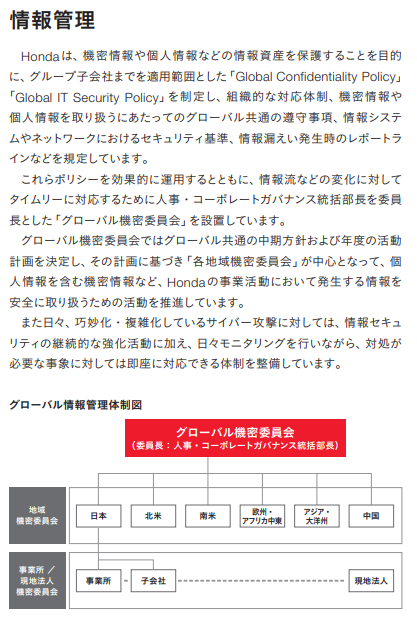 情報管理
Hondaは、機密情報や個人情報などの情報資産を保護することを目的
に、グループ子会社までを適用範囲とした「Global Confidentiality Policy」
「Global IT Security Policy」を制定し、組織的な対応体制、機密情報や
個人情報を取り扱うにあたってのグローバル共通の遵守事項、情報システ
ムやネットワークにおけるセキュリティ基準、情報漏えい発生時のレポートラ
インなどを規定しています。
これらポリシーを効果的に運用するとともに、情報流などの変化に対して
タイムリーに対応するために人事・コーポレートガバナンス統括部長を委員
長とした「グローバル機密委員会」を設置しています。
グローバル機密委員会ではグローバル共通の中期方針および年度の活動
計画を決定し、その計画に基づき「各地域機密委員会」が中心となって、個
人情報を含む機密情報など、Hondaの事業活動において発生する情報を
安全に取り扱うための活動を推進しています。
また日々、巧妙化・複雑化しているサイバー攻撃に対しては、情報セキュ
リティの継続的な強化活動に加え、日々モニタリングを行いながら、対処が
必要な事象に対しては即座に対応できる体制を整備しています。
グローバル情報管理体制図
グローバル機密委員会
（委員長：人事・コーポレートガバナンス統括部長）
地域
機密委員会
日本
北米
南米
欧州・
アフリカ中東
アジア・
大洋州
中国
事業所／
現地法人
機密委員会
事業所
子会社
現地法人